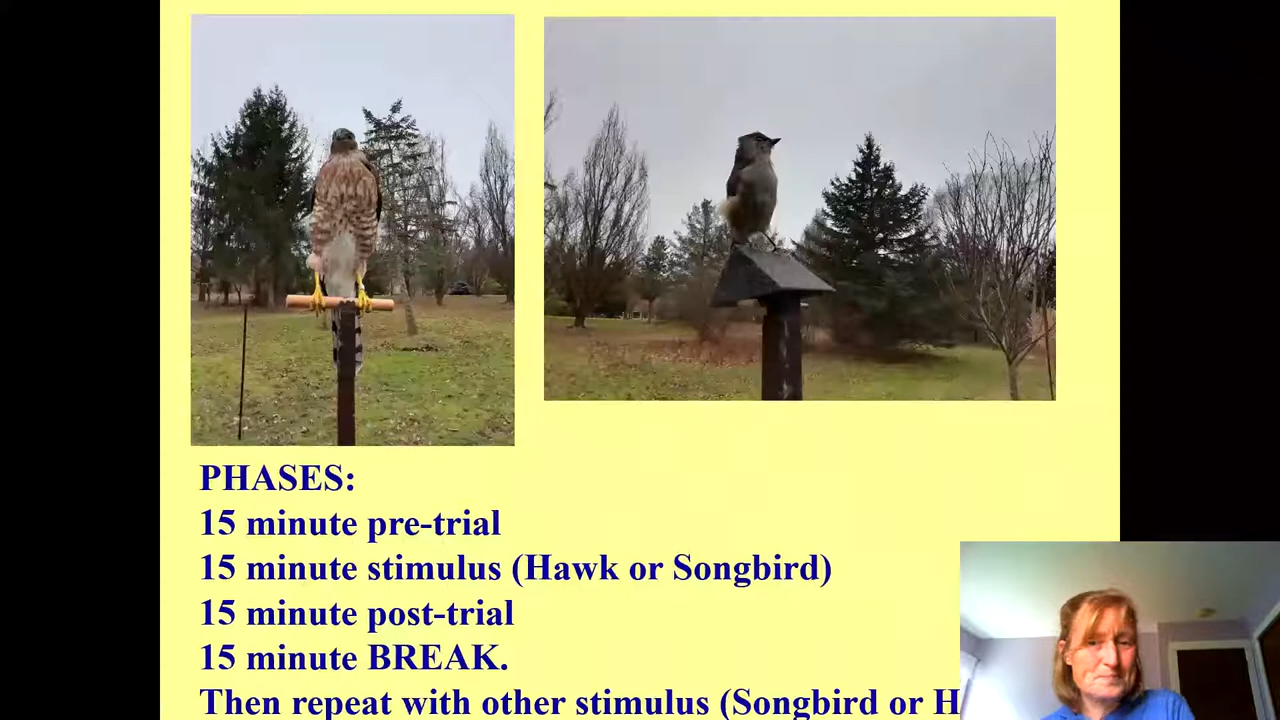 PHASES:
15 minute pre-trial
15 minute stimulus (Hawk or Songbird)
15 minute post-trial
15 minute BREAK.
Then repeat with other stimulus (Songbird or H